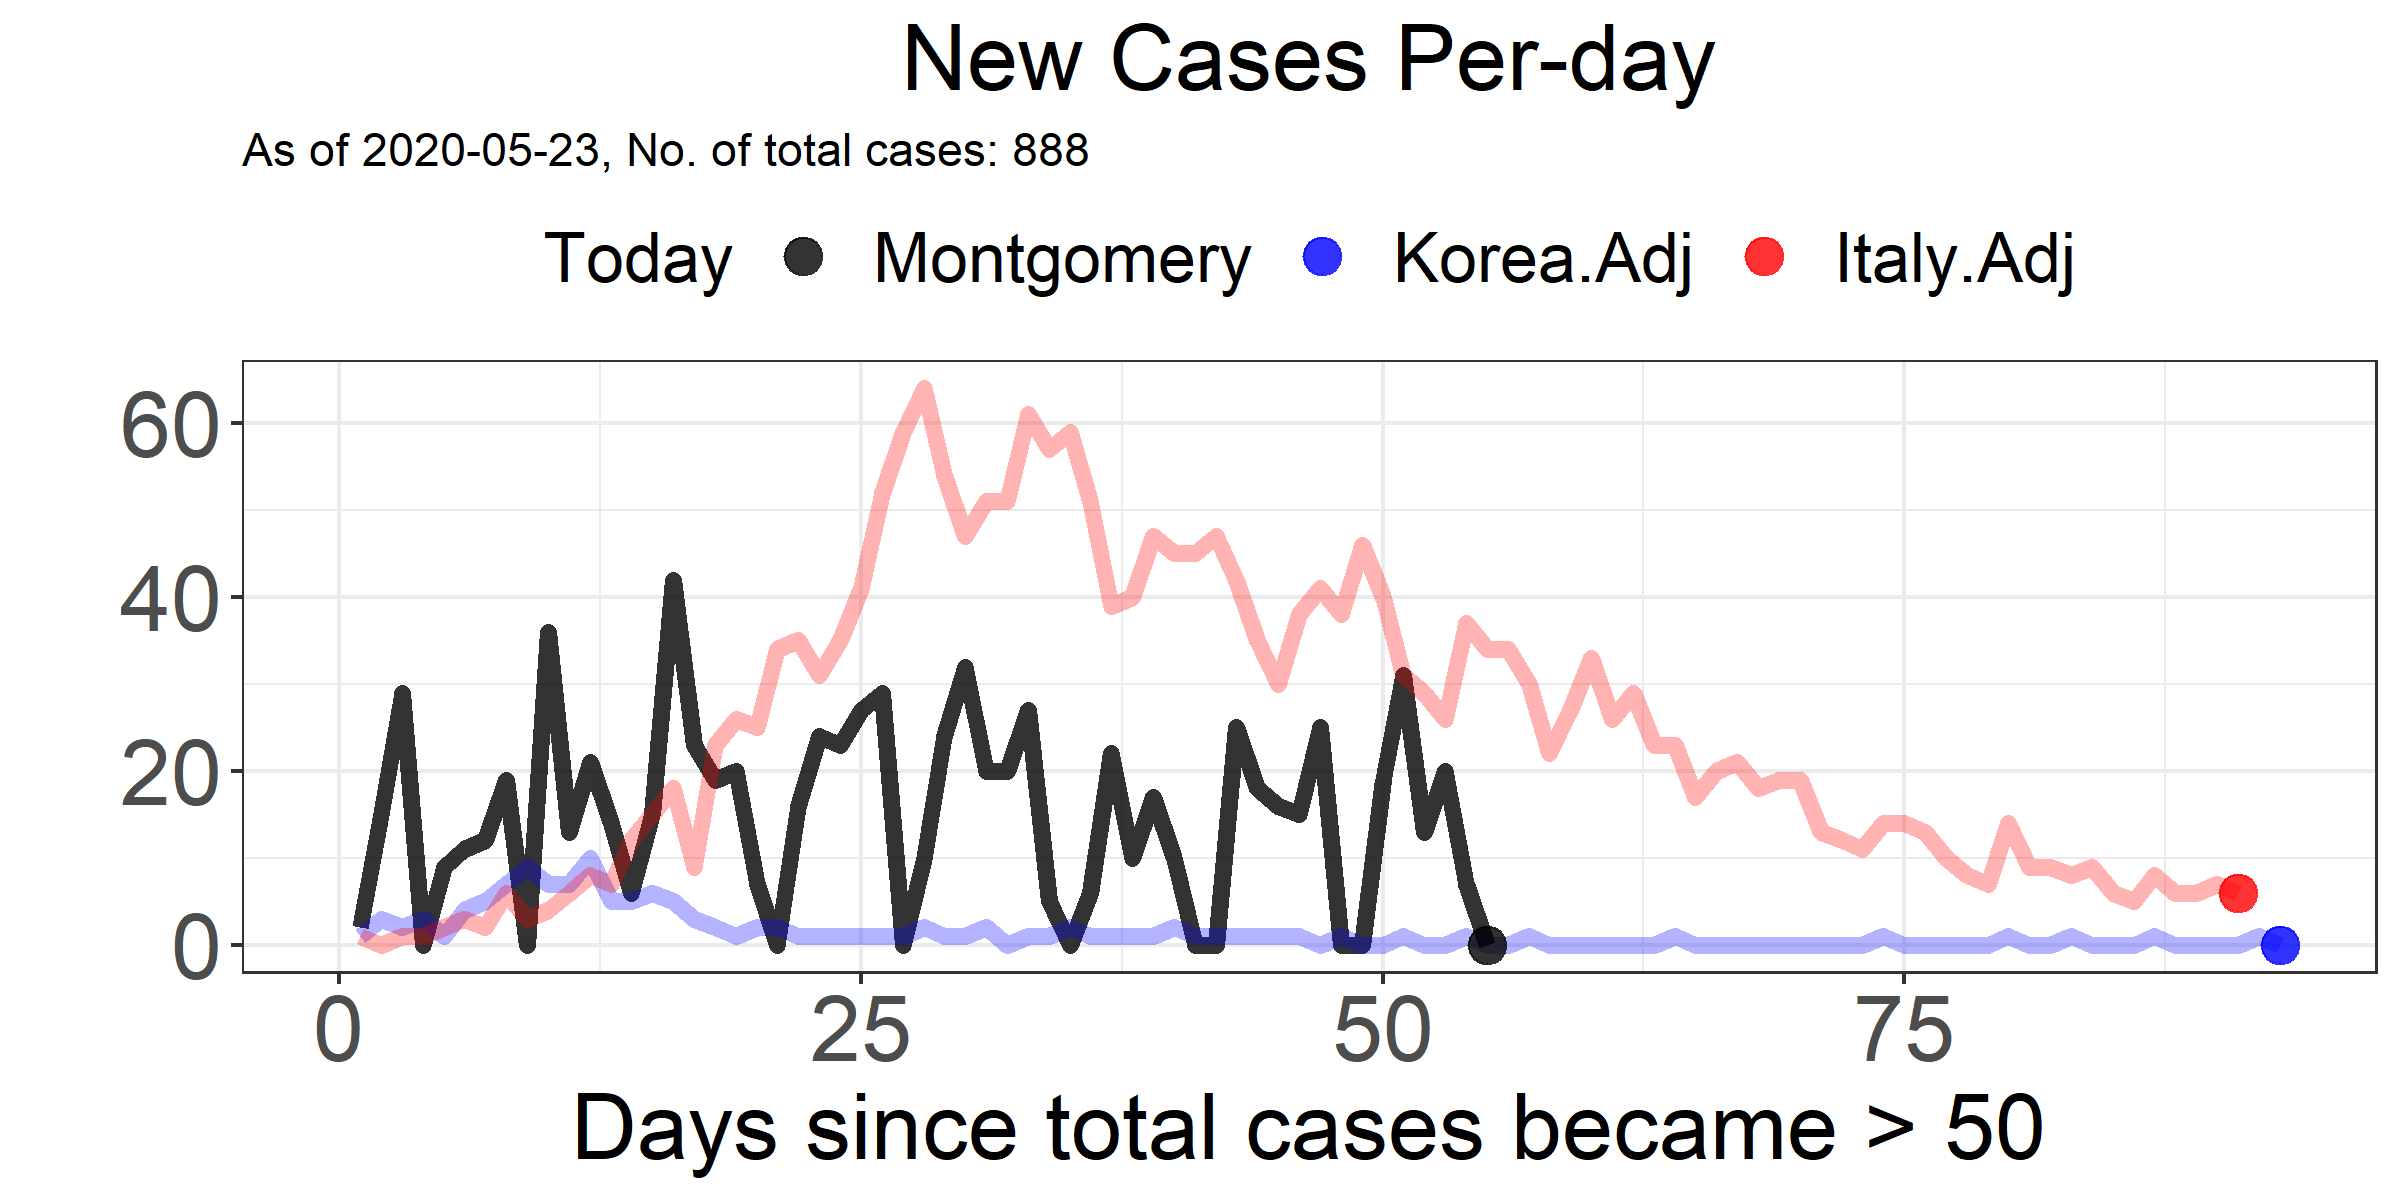 New Cases Per-day
As of 2020-05-23, No. of total cases: 888
Today Montgomery Korea.Adj Italy.Adj
60
40
20
0
0 25 50 75
Days since total cases became > 50